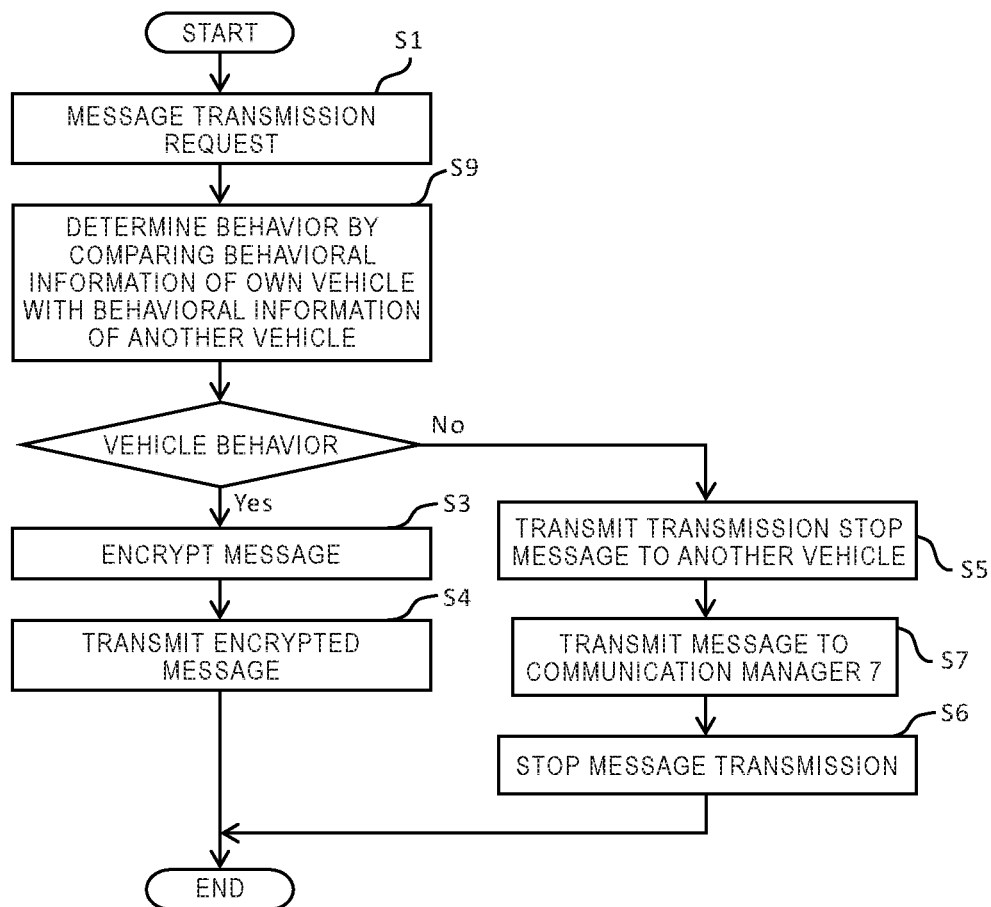 START
S1
MESSAGE TRANSMISSION
REQUEST
S9
DETERMINE BEHAVIOR BY
COMPARING BEHAVIORAL
INFORMATION OF OWN VEHICLE
WITH BEHAVIORAL INFORMATION
OF ANOTHER VEHICLE
VEHICLE BEHAVIOR
No
Yes
S3
ENCRYPT MESSAGE
S4
TRANSMIT ENCRYPTED
MESSAGE
TRANSMIT TRANSMISSION STOP
MESSAGE TO ANOTHER VEHICLE
S5
TRANSMIT MESSAGE TO
COMMUNICATION MANAGER 7
S7
S6
STOP MESSAGE TRANSMISSION
END